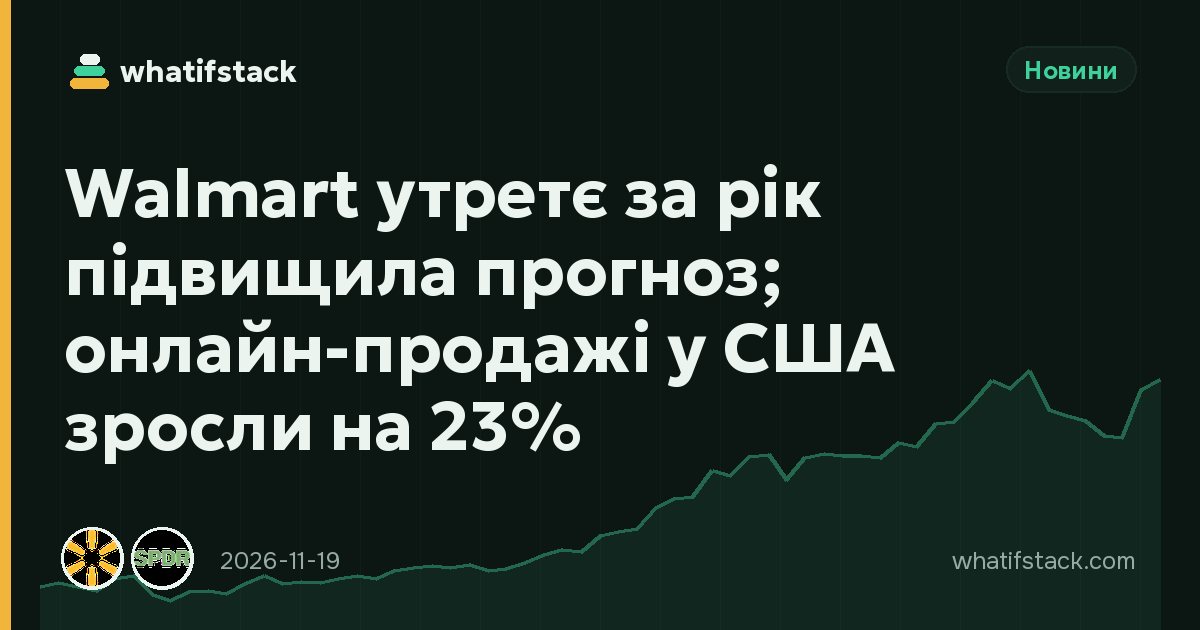 whatifstack
Новини
Walmart утретє за рік
підвищила прогноз;
онлайн-продажі у США
зросли на 23%
SPDR
2026-11-19
whatifstack.com